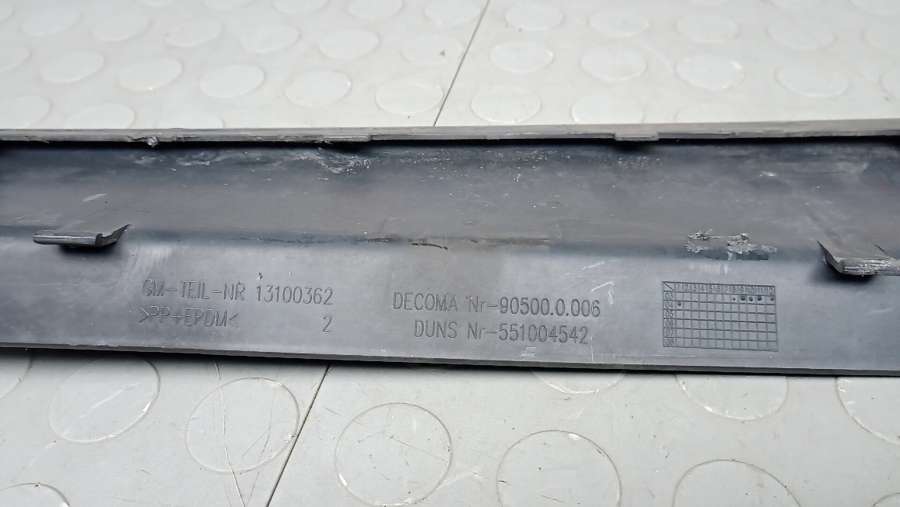 GM-TEIL-NR 13100362
>PP+EPDM< 2
DECOMA Nr-90500.0.006
DUNS Nr-551004542